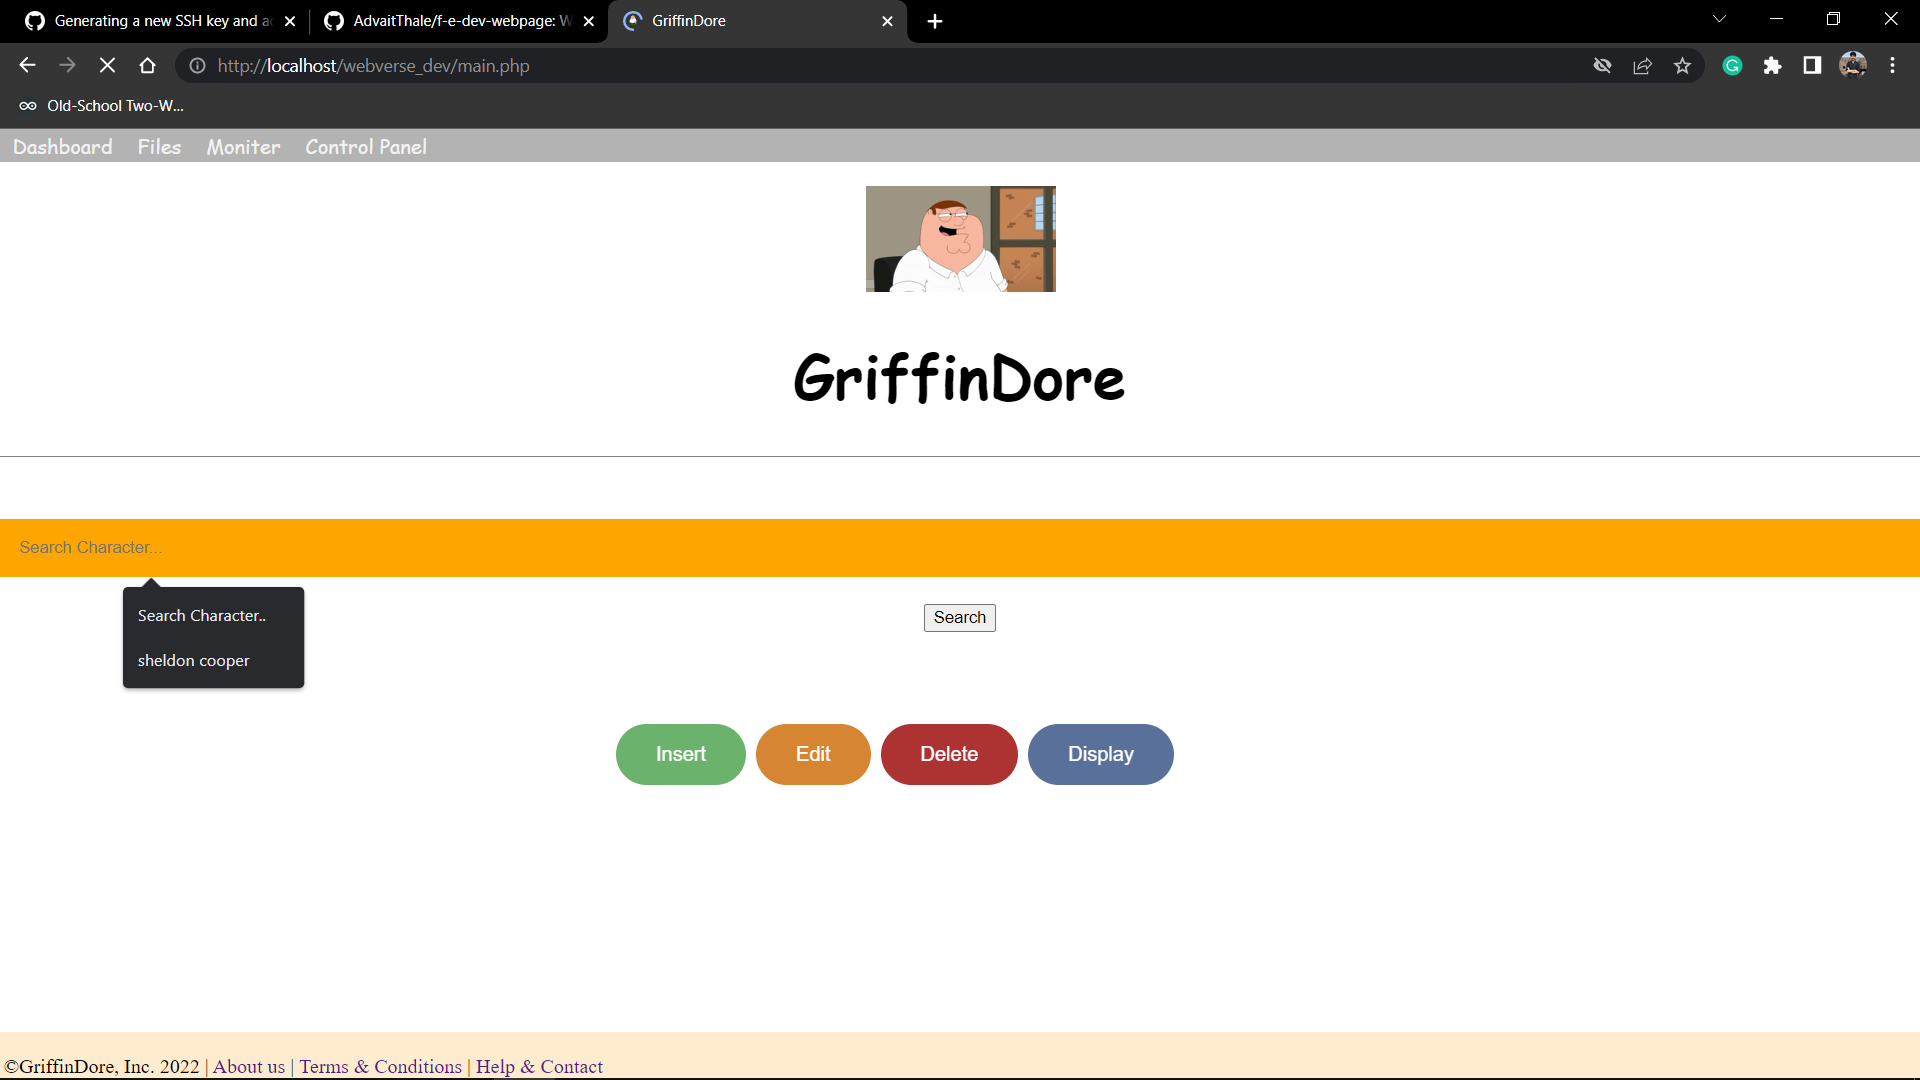 Generating a new SSH key and a
AdvaitThale/f-e-dev-webpage: W
GriffinDore
http://localhost/webverse_dev/main.php
Old-School Two-W...
Dashboard Files Moniter Control Panel
GriffinDore
Search Character...
Search Character..
sheldon cooper
Search
Insert Edit Delete Display
©GriffinDore, Inc. 2022 | About us | Terms & Conditions | Help & Contact